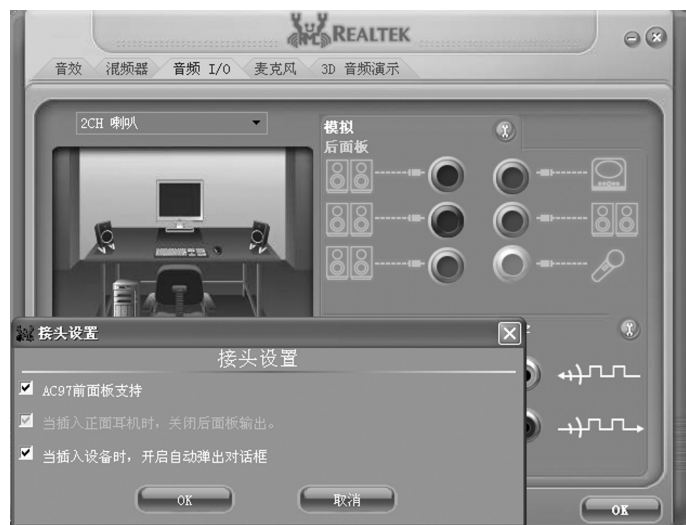 REALTEK
音效 混频器 音频 I/O 麦克风 3D 音频演示
2CH 喇叭
模拟
后面板
接头设置
接头设置
AC97前面板支持
当插入正面耳机时，关闭后面板输出。
当插入设备时，开启自动弹出对话框
OK 取消
OK